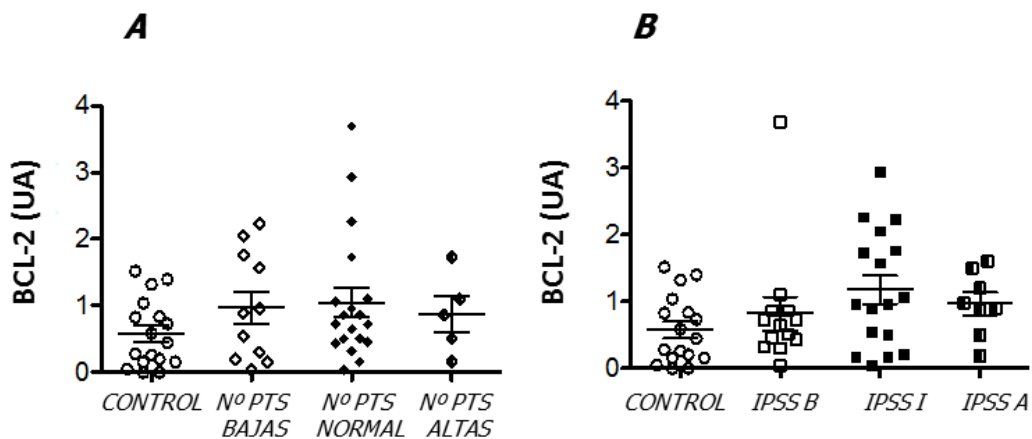 A
B
BCL-2 (UA)
4
3
2
1
0
CONTROL
Nº PTS BAJAS
Nº PTS NORMAL
Nº PTS ALTAS
BCL-2 (UA)
4
3
2
1
0
CONTROL
IPSS B
IPSS I
IPSS A